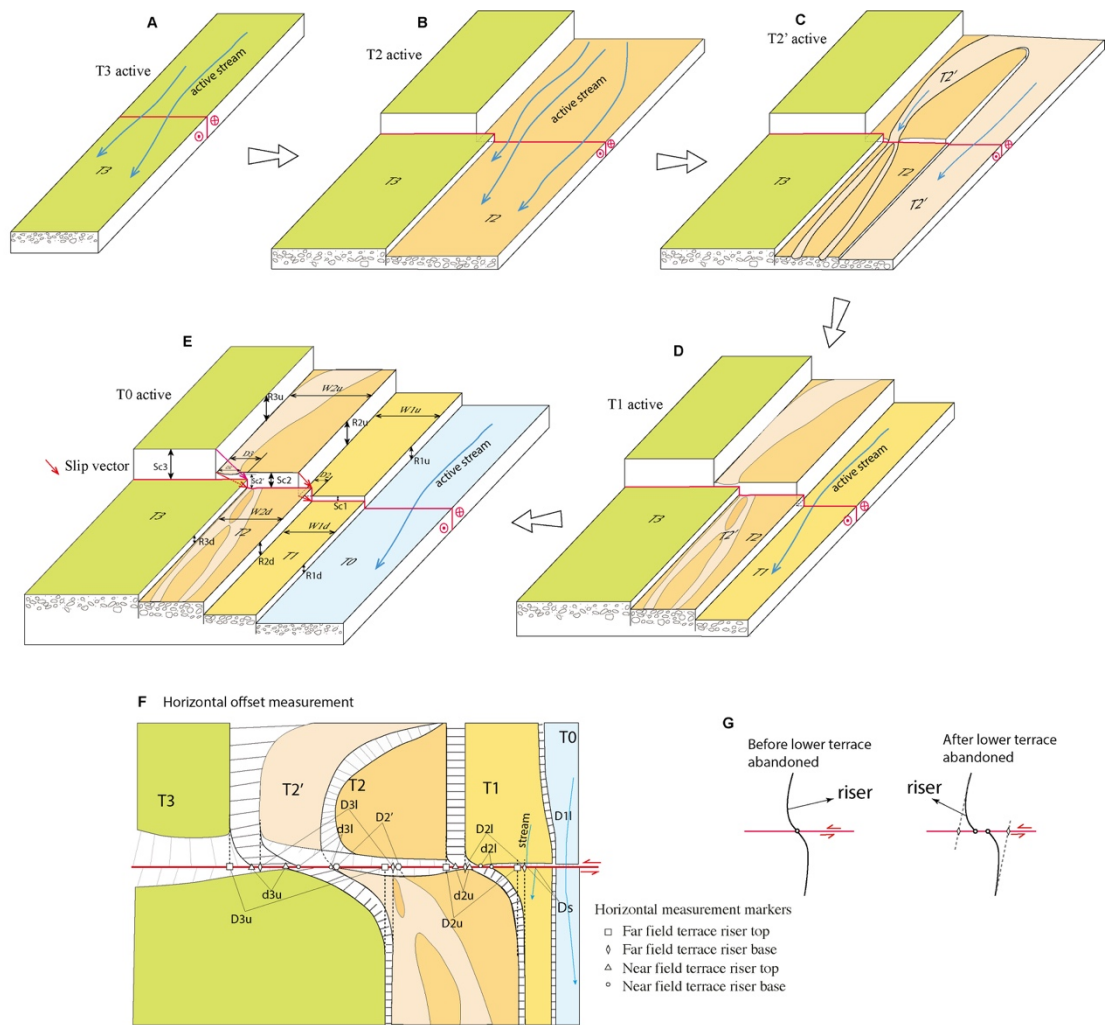 A
T3 active
active stream
T3
B
T2 active
active stream
T3
T2
C
T2' active
T2'
T3
T2
T2'
D
T1 active
active stream
T3
T2'
T2
T1
E
T0 active
Slip vector
R3u
W2u
W1u
R2u
R1u
active stream
Sc3
D3
Sc2'
Sc2
D2
Sc1
T3
W2d
T2
W1d
T1
T0
R3d
R2d
R1d
F Horizontal offset measurement
T3
T2'
T2
T1
T0
D3l
d3l
D2'
D2l
d2l
stream
D1l
d3u
D3u
d2u
D2u
Ds
Horizontal measurement markers
Far field terrace riser top
Far field terrace riser base
Near field terrace riser top
Near field terrace riser base
G
Before lower terrace
abandoned
riser
After lower terrace
abandoned
riser